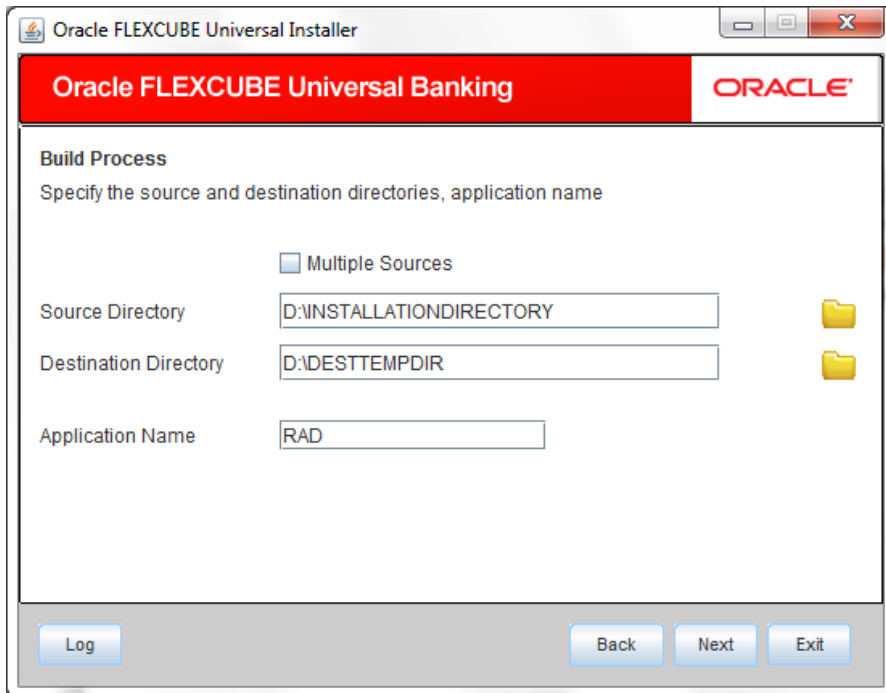 Oracle FLEXCUBE Universal Installer
Oracle FLEXCUBE Universal Banking
ORACLE
Build Process
Specify the source and destination directories, application name
Multiple Sources
Source Directory D:\INSTALLATIONDIRECTORY
Destination Directory D:\DESTTEMPDIR
Application Name RAD
Log Back Next Exit